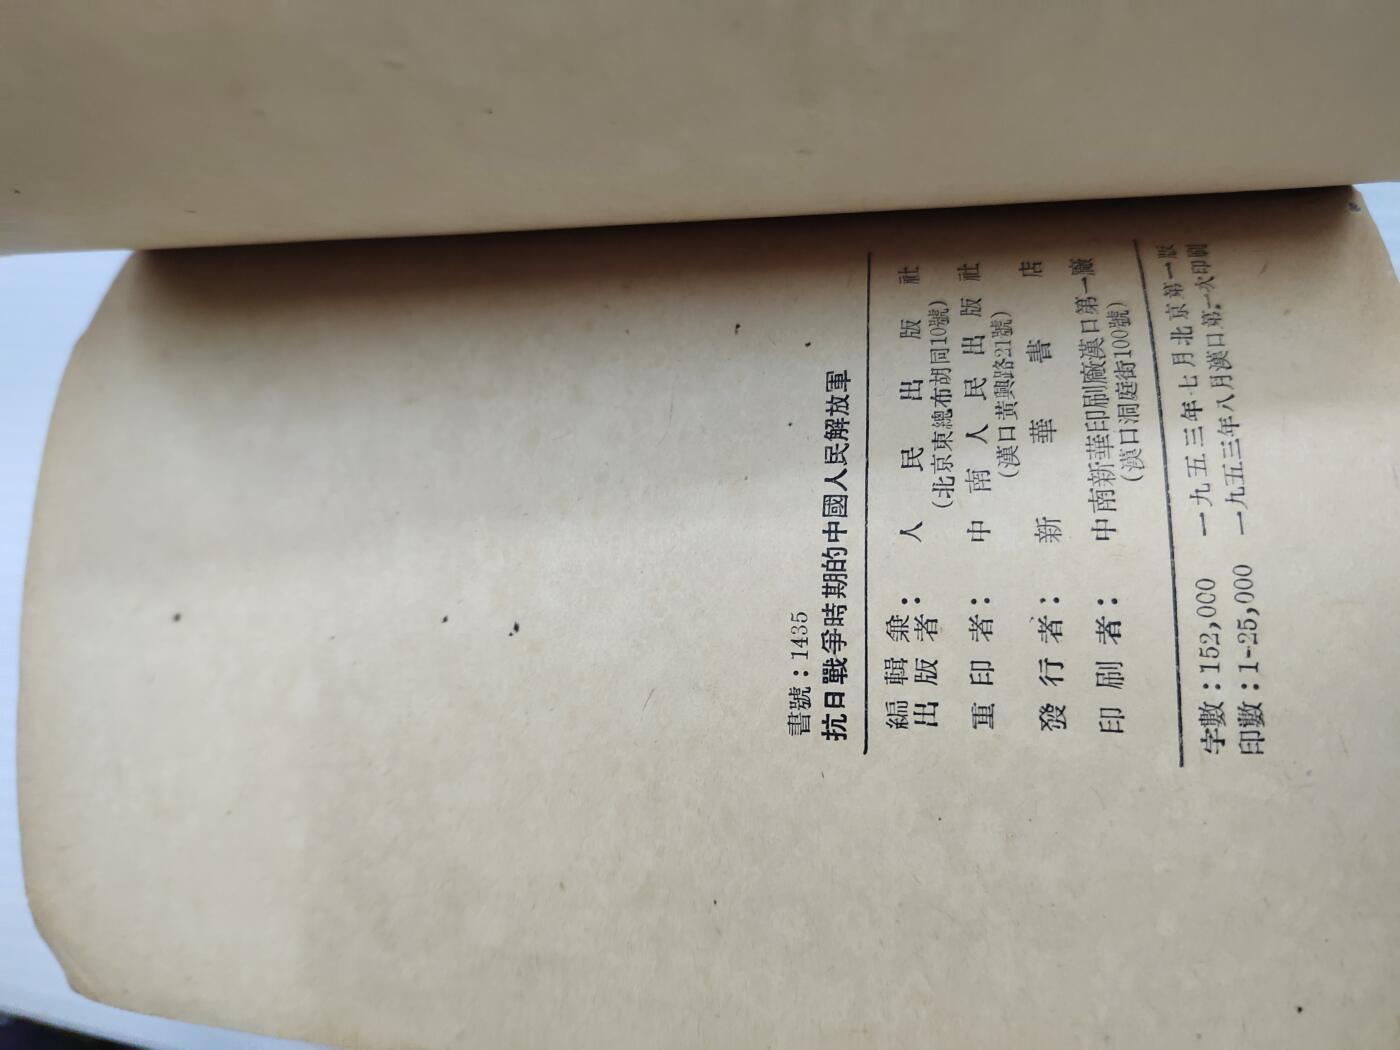 書號：1435
抗日戰爭時期的中國人民解放軍
編輯兼
出版者： 人民出版社
（北京東總布胡同10號）
重印者： 中南人民出版社
（漢口黃興路21號）
發行者： 新華書店
印刷者： 中南新華印刷廠漢口第一廠
（漢口洞庭街100號）
字數：152,000 一九五三年七月北京第一版
印數：1-25,000 一九五三年八月漢口第一次印刷